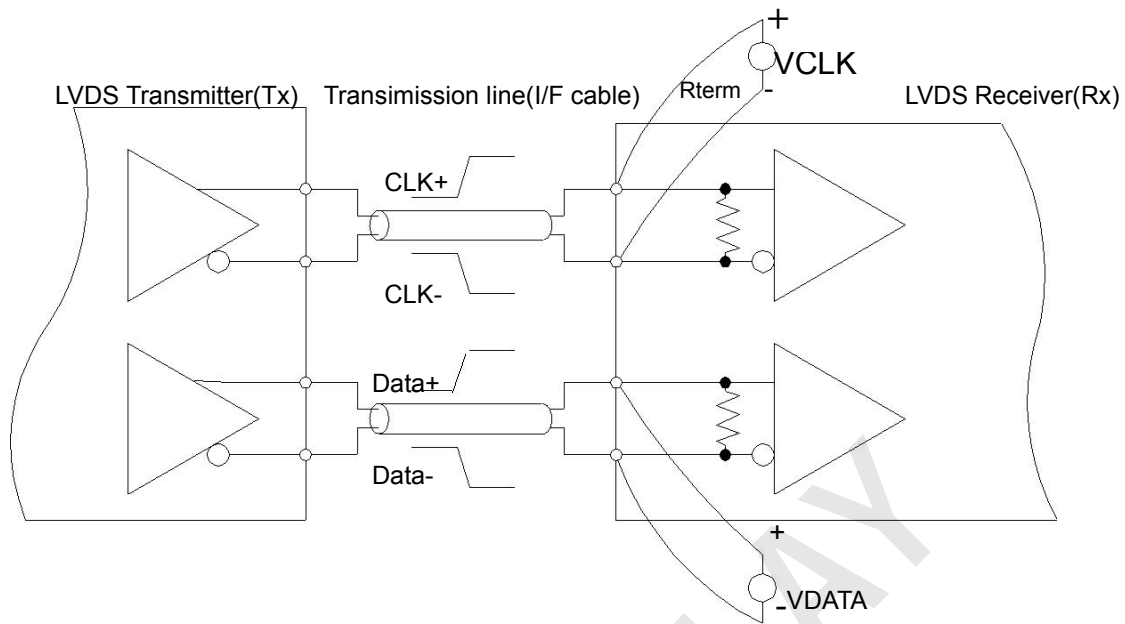 +
VCLK
-
LVDS Transmitter(Tx)
Transimission line(I/F cable)
Rterm
LVDS Receiver(Rx)
CLK+
CLK-
Data+
Data-
+
-VDATA